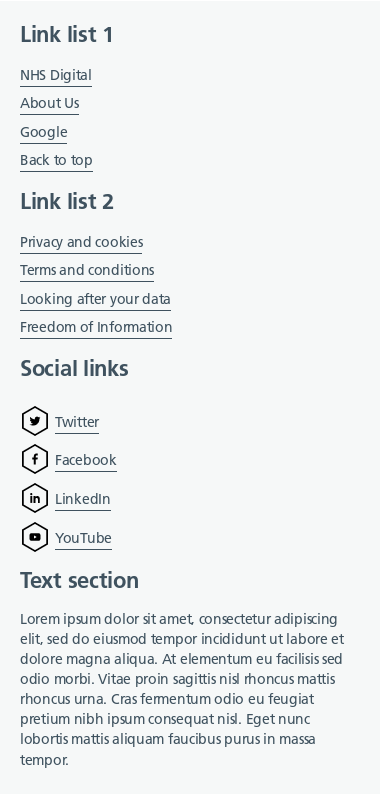 Link list 1
NHS Digital
About Us
Google
Back to top
Link list 2
Privacy and cookies
Terms and conditions
Looking after your data
Freedom of Information
Social links
Twitter
Facebook
LinkedIn
YouTube
Text section
Lorem ipsum dolor sit amet, consectetur adipiscing
elit, sed do eiusmod tempor incididunt ut labore et
dolore magna aliqua. At elementum eu facilisis sed
odio morbi. Vitae proin sagittis nisl rhoncus mattis
rhoncus urna. Cras fermentum odio eu feugiat
pretium nibh ipsum consequat nisl. Eget nunc
lobortis mattis aliquam faucibus purus in massa
tempor.